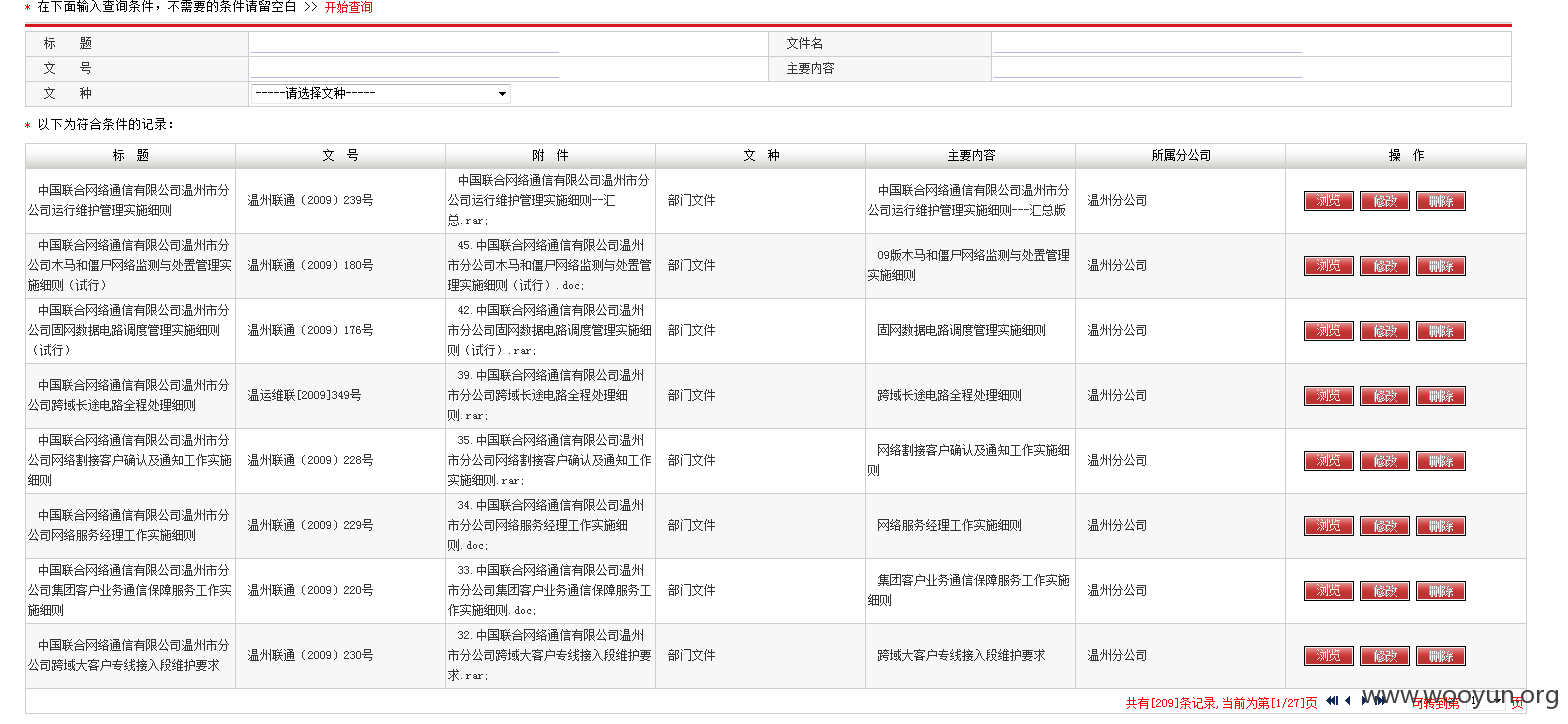 * 在下面输入查询条件，不需要的条件请留空白 >> 开始查询
标 题 文件名
文 号 主要内容
文 种 -----请选择文种-----
* 以下为符合条件的记录:
标 题 文 号 附 件 文 种 主要内容 所属分公司 操 作
中国联合网络通信有限公司温州市分
公司运行维护管理实施细则
温州联通（2009）239号
中国联合网络通信有限公司温州市分
公司运行维护管理实施细则--汇
总.rar;
部门文件
中国联合网络通信有限公司温州市分
公司运行维护管理实施细则---汇总版
温州分公司
浏览 修改 删除
中国联合网络通信有限公司温州市分
公司木马和僵尸网络监测与处置管理实
施细则（试行）
温州联通（2009）180号
45.中国联合网络通信有限公司温州
市分公司木马和僵尸网络监测与处置管
理实施细则（试行）.doc;
部门文件
09版木马和僵尸网络监测与处置管理
实施细则
温州分公司
浏览 修改 删除
中国联合网络通信有限公司温州市分
公司固网数据电路调度管理实施细则
（试行）
温州联通（2009）176号
42.中国联合网络通信有限公司温州
市分公司固网数据电路调度管理实施细
则（试行）.rar;
部门文件
固网数据电路调度管理实施细则
温州分公司
浏览 修改 删除
中国联合网络通信有限公司温州市分
公司跨域长途电路全程处理细则
温运维联[2009]349号
39.中国联合网络通信有限公司温州
市分公司跨域长途电路全程处理细
则.rar;
部门文件
跨域长途电路全程处理细则
温州分公司
浏览 修改 删除
中国联合网络通信有限公司温州市分
公司网络割接客户确认及通知工作实施
细则
温州联通（2009）228号
35.中国联合网络通信有限公司温州
市分公司网络割接客户确认及通知工作
实施细则.rar;
部门文件
网络割接客户确认及通知工作实施细
则
温州分公司
浏览 修改 删除
中国联合网络通信有限公司温州市分
公司网络服务经理工作实施细则
温州联通（2009）229号
34.中国联合网络通信有限公司温州
市分公司网络服务经理工作实施细
则.doc;
部门文件
网络服务经理工作实施细则
温州分公司
浏览 修改 删除
中国联合网络通信有限公司温州市分
公司集团客户业务通信保障服务工作实
施细则
温州联通（2009）220号
33.中国联合网络通信有限公司温州
市分公司集团客户业务通信保障服务工
作实施细则.doc;
部门文件
集团客户业务通信保障服务工作实施
细则
温州分公司
浏览 修改 删除
中国联合网络通信有限公司温州市分
公司跨域大客户专线接入段维护要求
温州联通（2009）230号
32.中国联合网络通信有限公司温州
市分公司跨域大客户专线接入段维护要
求.rar;
部门文件
跨域大客户专线接入段维护要求
温州分公司
浏览 修改 删除
共有[209]条记录,当前为第[1/27]页 可转到第 1 页
www.wooyun.org